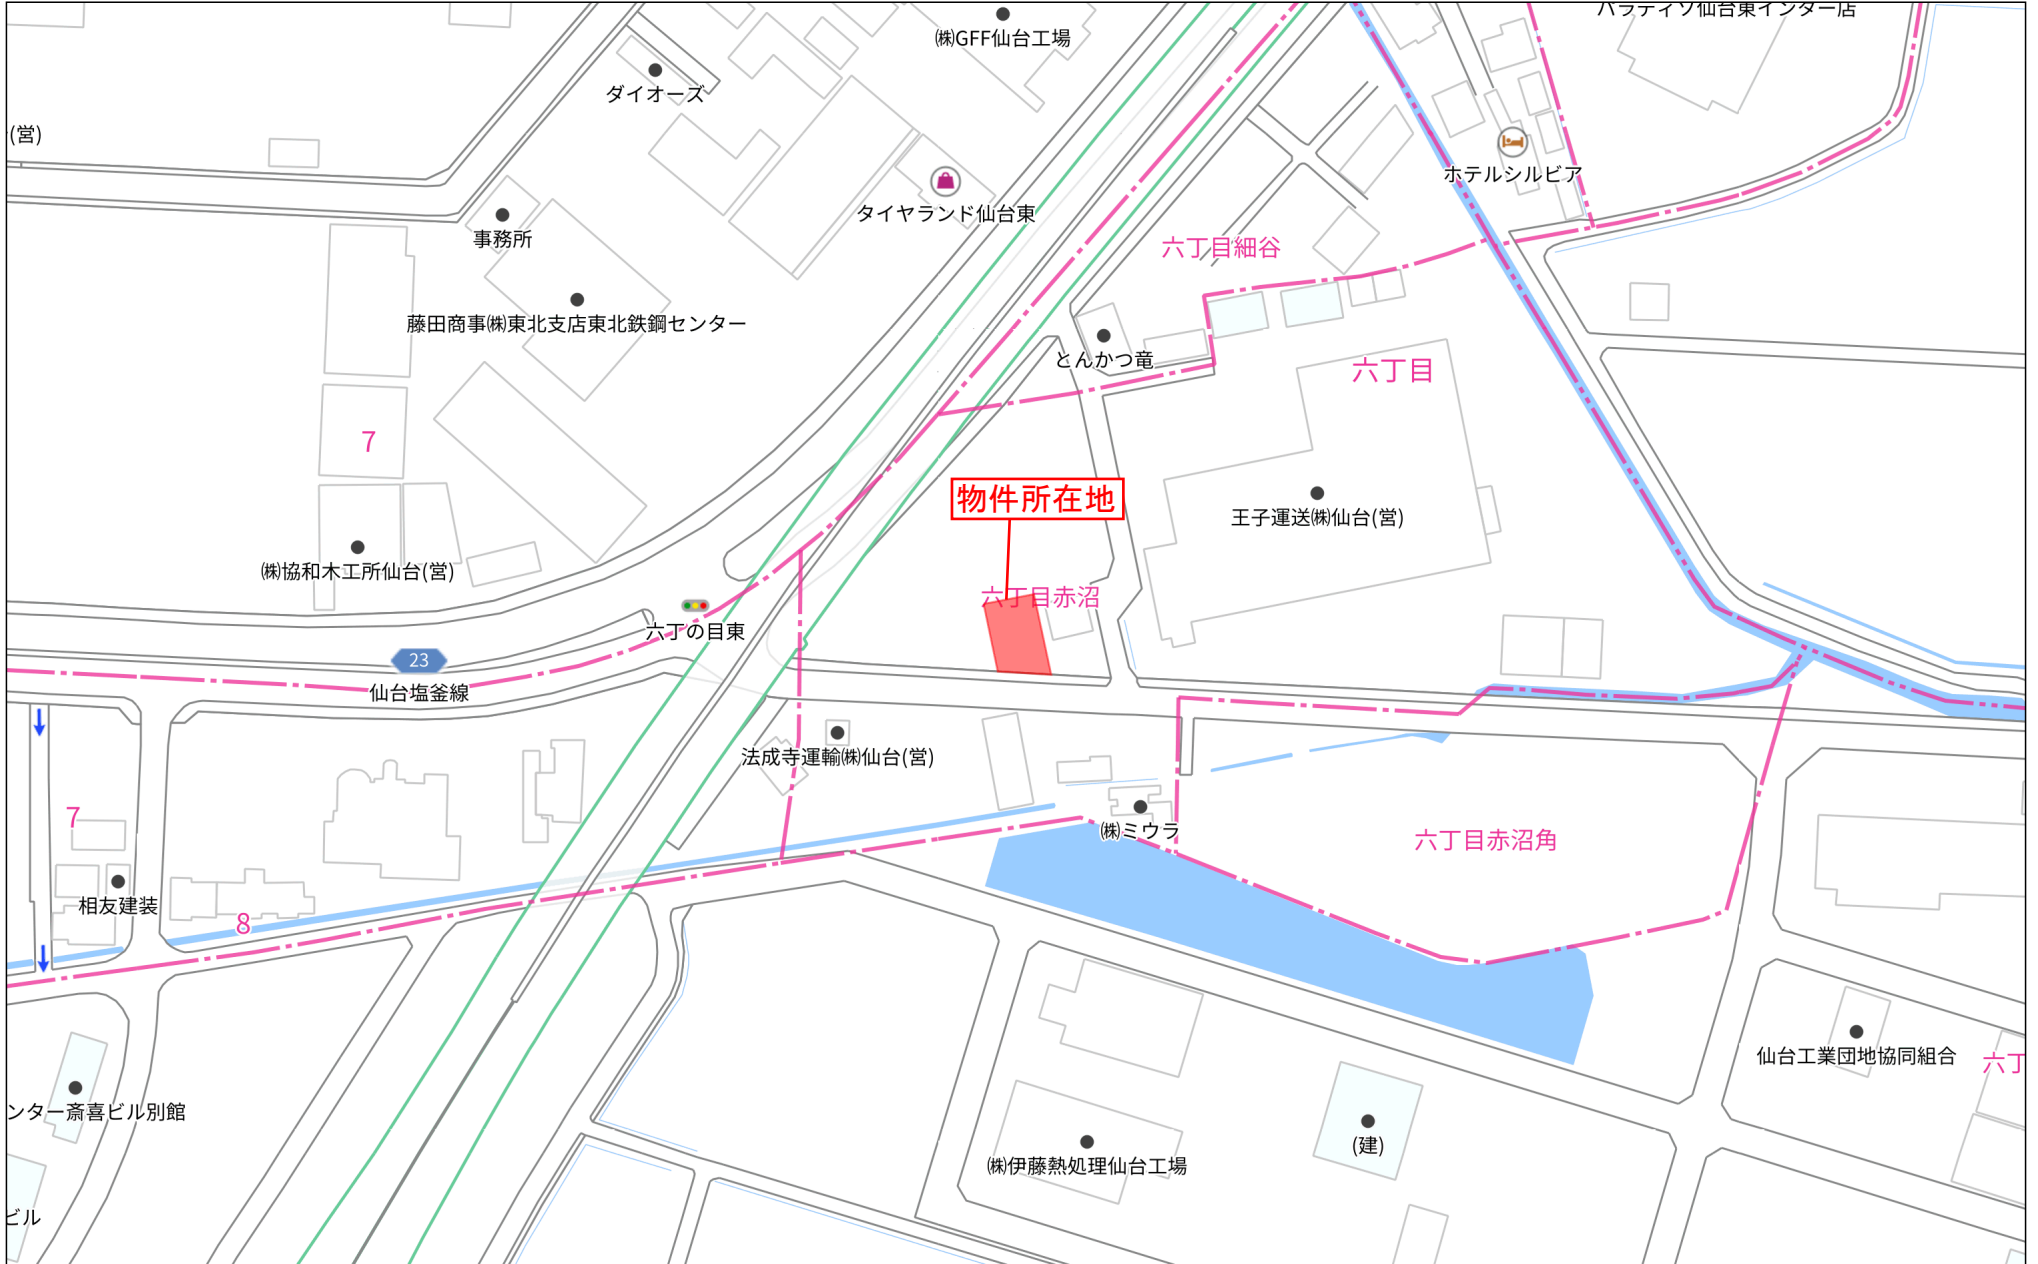 パラディソ仙台東インター店
㈱GFF仙台工場
ダイオーズ
(営)
ホテルシルビア
タイヤランド仙台東
事務所
六丁目細谷
藤田商事㈱東北支店東北鉄鋼センター
とんかつ竜
六丁目
7
物件所在地
王子運送㈱仙台(営)
㈱協和木工所仙台(営)
六丁目赤沼
六丁の目東
23
仙台塩釜線
法成寺運輸㈱仙台(営)
7
㈱ミウラ
六丁目赤沼角
相友建装
8
仙台工業団地協同組合
六丁
ンター斎喜ビル別館
(建)
㈱伊藤熱処理仙台工場
ビル